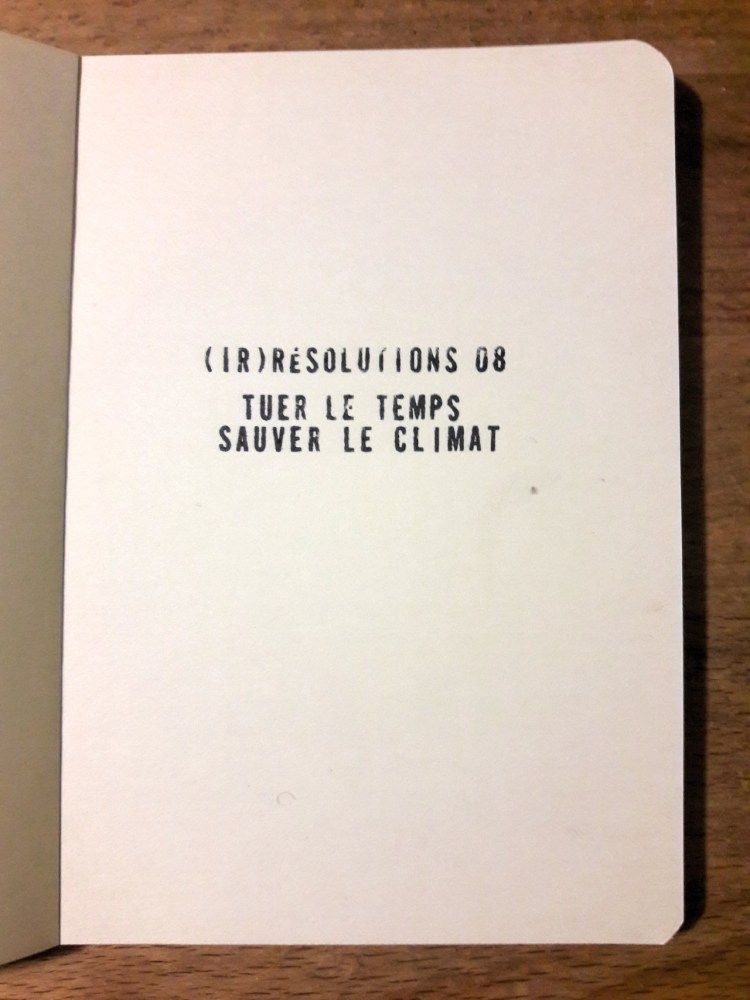 (IR)RÉSOLUTIONS 08
TUER LE TEMPS
SAUVER LE CLIMAT